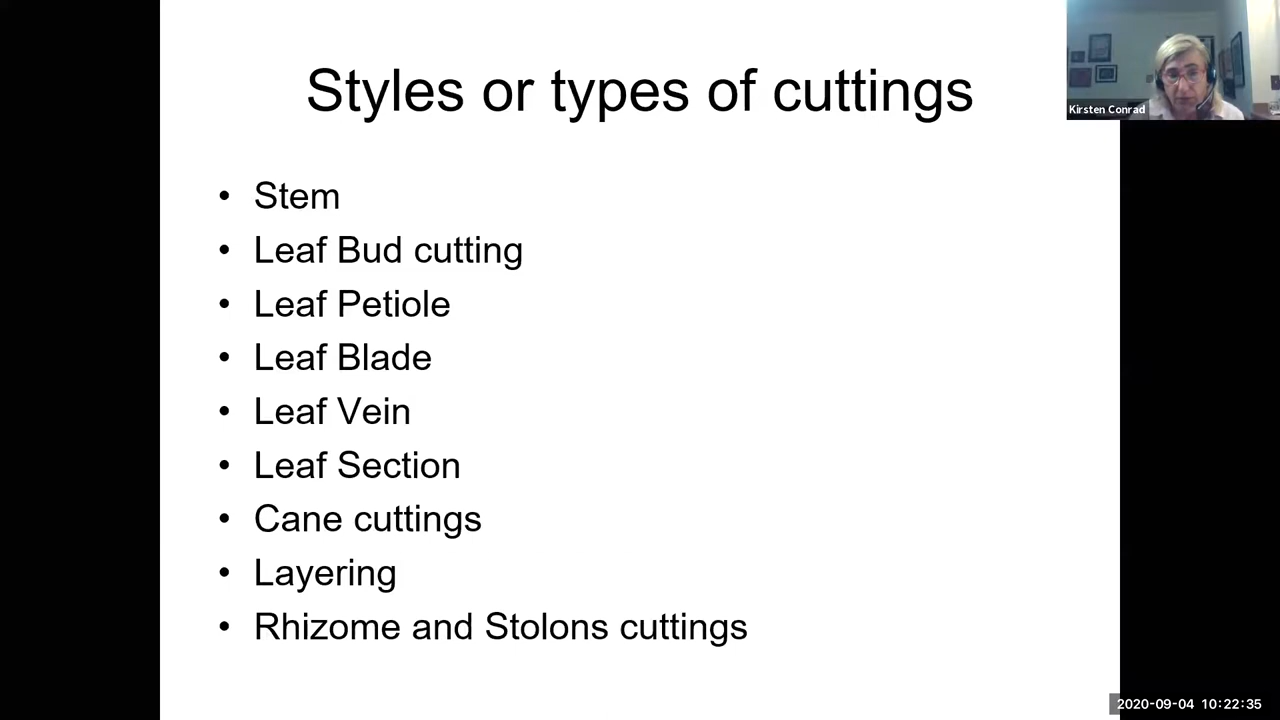 Styles or types of cuttings
Kirsten Conrad
• Stem
• Leaf Bud cutting
• Leaf Petiole
• Leaf Blade
• Leaf Vein
• Leaf Section
• Cane cuttings
• Layering
• Rhizome and Stolons cuttings
2020-09-04 10:22:35